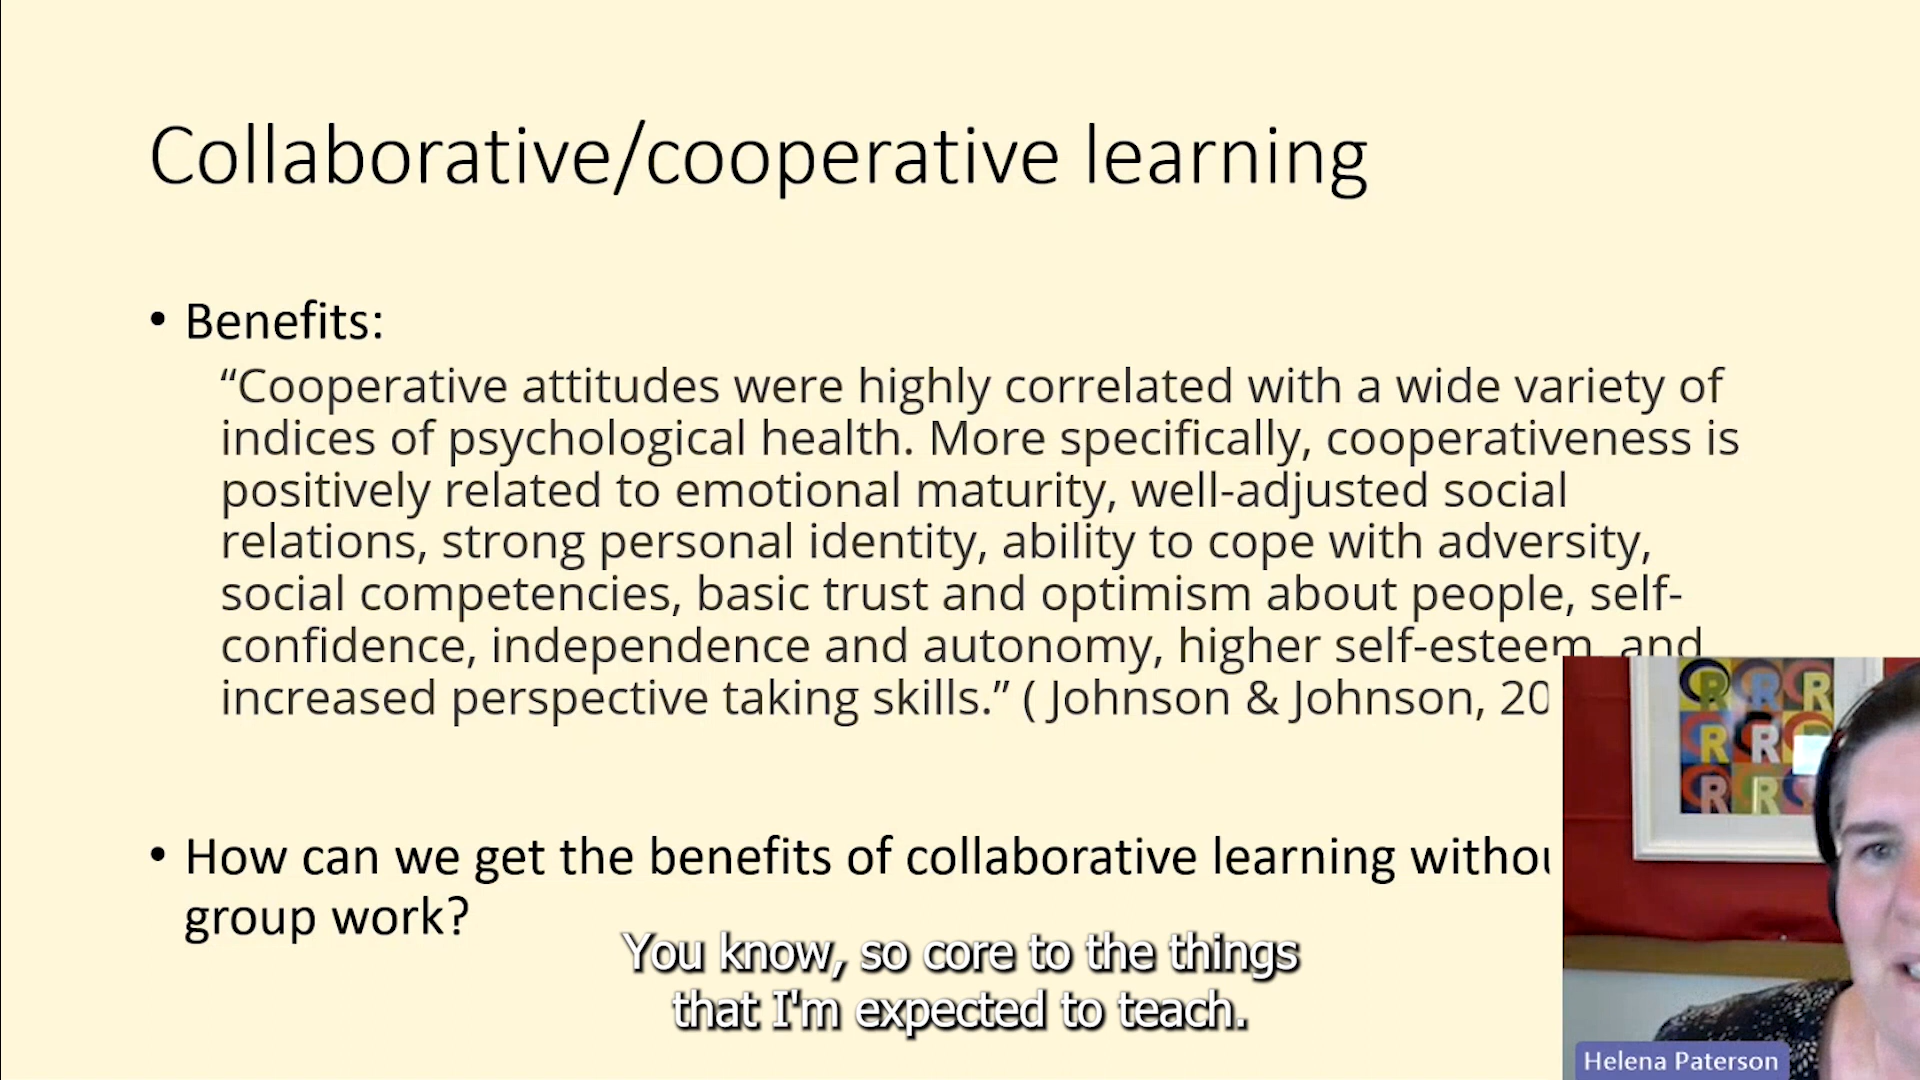 Collaborative/cooperative learning
• Benefits:
“Cooperative attitudes were highly correlated with a wide variety of
indices of psychological health. More specifically, cooperativeness is
positively related to emotional maturity, well-adjusted social
relations, strong personal identity, ability to cope with adversity,
social competencies, basic trust and optimism about people, self-
confidence, independence and autonomy, higher self-esteem, and
increased perspective taking skills.” ( Johnson & Johnson, 20
• How can we get the benefits of collaborative learning withou
group work?
You know, so core to the things
that I'm expected to teach.
R R R
R R
R R
Helena Paterson